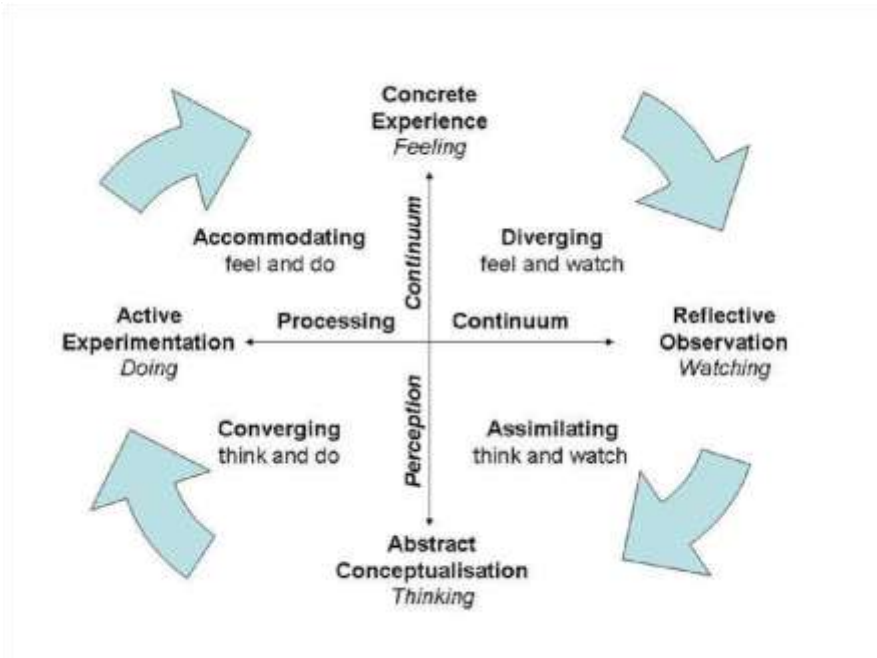 Concrete
Experience
Feeling
Accommodating
feel and do
Diverging
feel and watch
Continuum
Active
Experimentation
Doing
Processing
Continuum
Reflective
Observation
Watching
Converging
think and do
Perception
Assimilating
think and watch
Abstract
Conceptualisation
Thinking